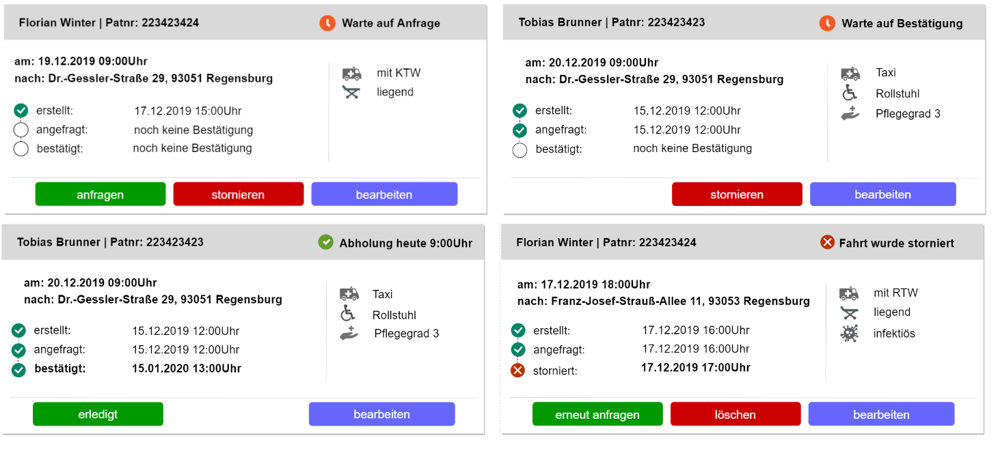 Florian Winter | Patnr: 223423424
Warte auf Anfrage
am: 19.12.2019 09:00Uhr
nach: Dr.-Gessler-Straße 29, 93051 Regensburg
mit KTW
liegend
erstellt: 17.12.2019 15:00Uhr
angefragt: noch keine Bestätigung
bestätigt: noch keine Bestätigung
anfragen stornieren bearbeiten
Tobias Brunner | Patnr: 223423423
Warte auf Bestätigung
am: 20.12.2019 09:00Uhr
nach: Dr.-Gessler-Straße 29, 93051 Regensburg
Taxi
Rollstuhl
Pflegegrad 3
erstellt: 15.12.2019 12:00Uhr
angefragt: 15.12.2019 12:00Uhr
bestätigt: noch keine Bestätigung
stornieren bearbeiten
Tobias Brunner | Patnr: 223423423
Abholung heute 9:00Uhr
am: 20.12.2019 09:00Uhr
nach: Dr.-Gessler-Straße 29, 93051 Regensburg
Taxi
Rollstuhl
Pflegegrad 3
erstellt: 15.12.2019 12:00Uhr
angefragt: 15.12.2019 12:00Uhr
bestätigt: 15.01.2020 13:00Uhr
erledigt bearbeiten
Florian Winter | Patnr: 223423424
Fahrt wurde storniert
am: 17.12.2019 18:00Uhr
nach: Franz-Josef-Strauß-Allee 11, 93053 Regensburg
mit RTW
liegend
infektiös
erstellt: 17.12.2019 16:00Uhr
angefragt: 17.12.2019 16:00Uhr
storniert: 17.12.2019 17:00Uhr
erneut anfragen löschen bearbeiten